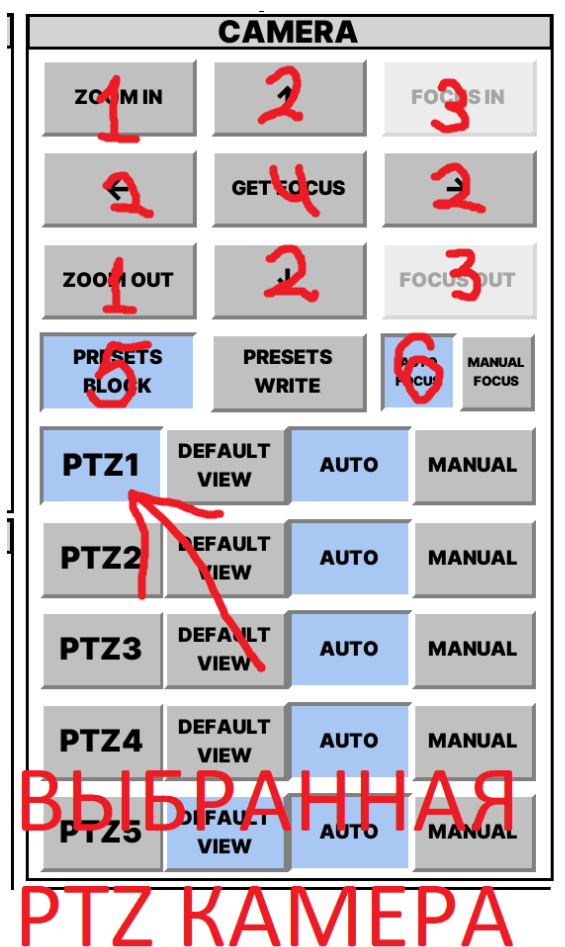 CAMERA
ZOOM IN 1 ↑ 2 FOCUS IN 3
← 2 GET FOCUS 4 → 2
ZOOM OUT 1 ↓ 2 FOCUS OUT 3
PRESETS BLOCK 5 PRESETS WRITE AUTO FOCUS 6 MANUAL FOCUS
PTZ1 DEFAULT VIEW AUTO MANUAL
PTZ2 DEFAULT VIEW AUTO MANUAL
PTZ3 DEFAULT VIEW AUTO MANUAL
PTZ4 DEFAULT VIEW AUTO MANUAL
PTZ5 DEFAULT VIEW AUTO MANUAL
ВЫБРАННАЯ
PTZ КАМЕРА